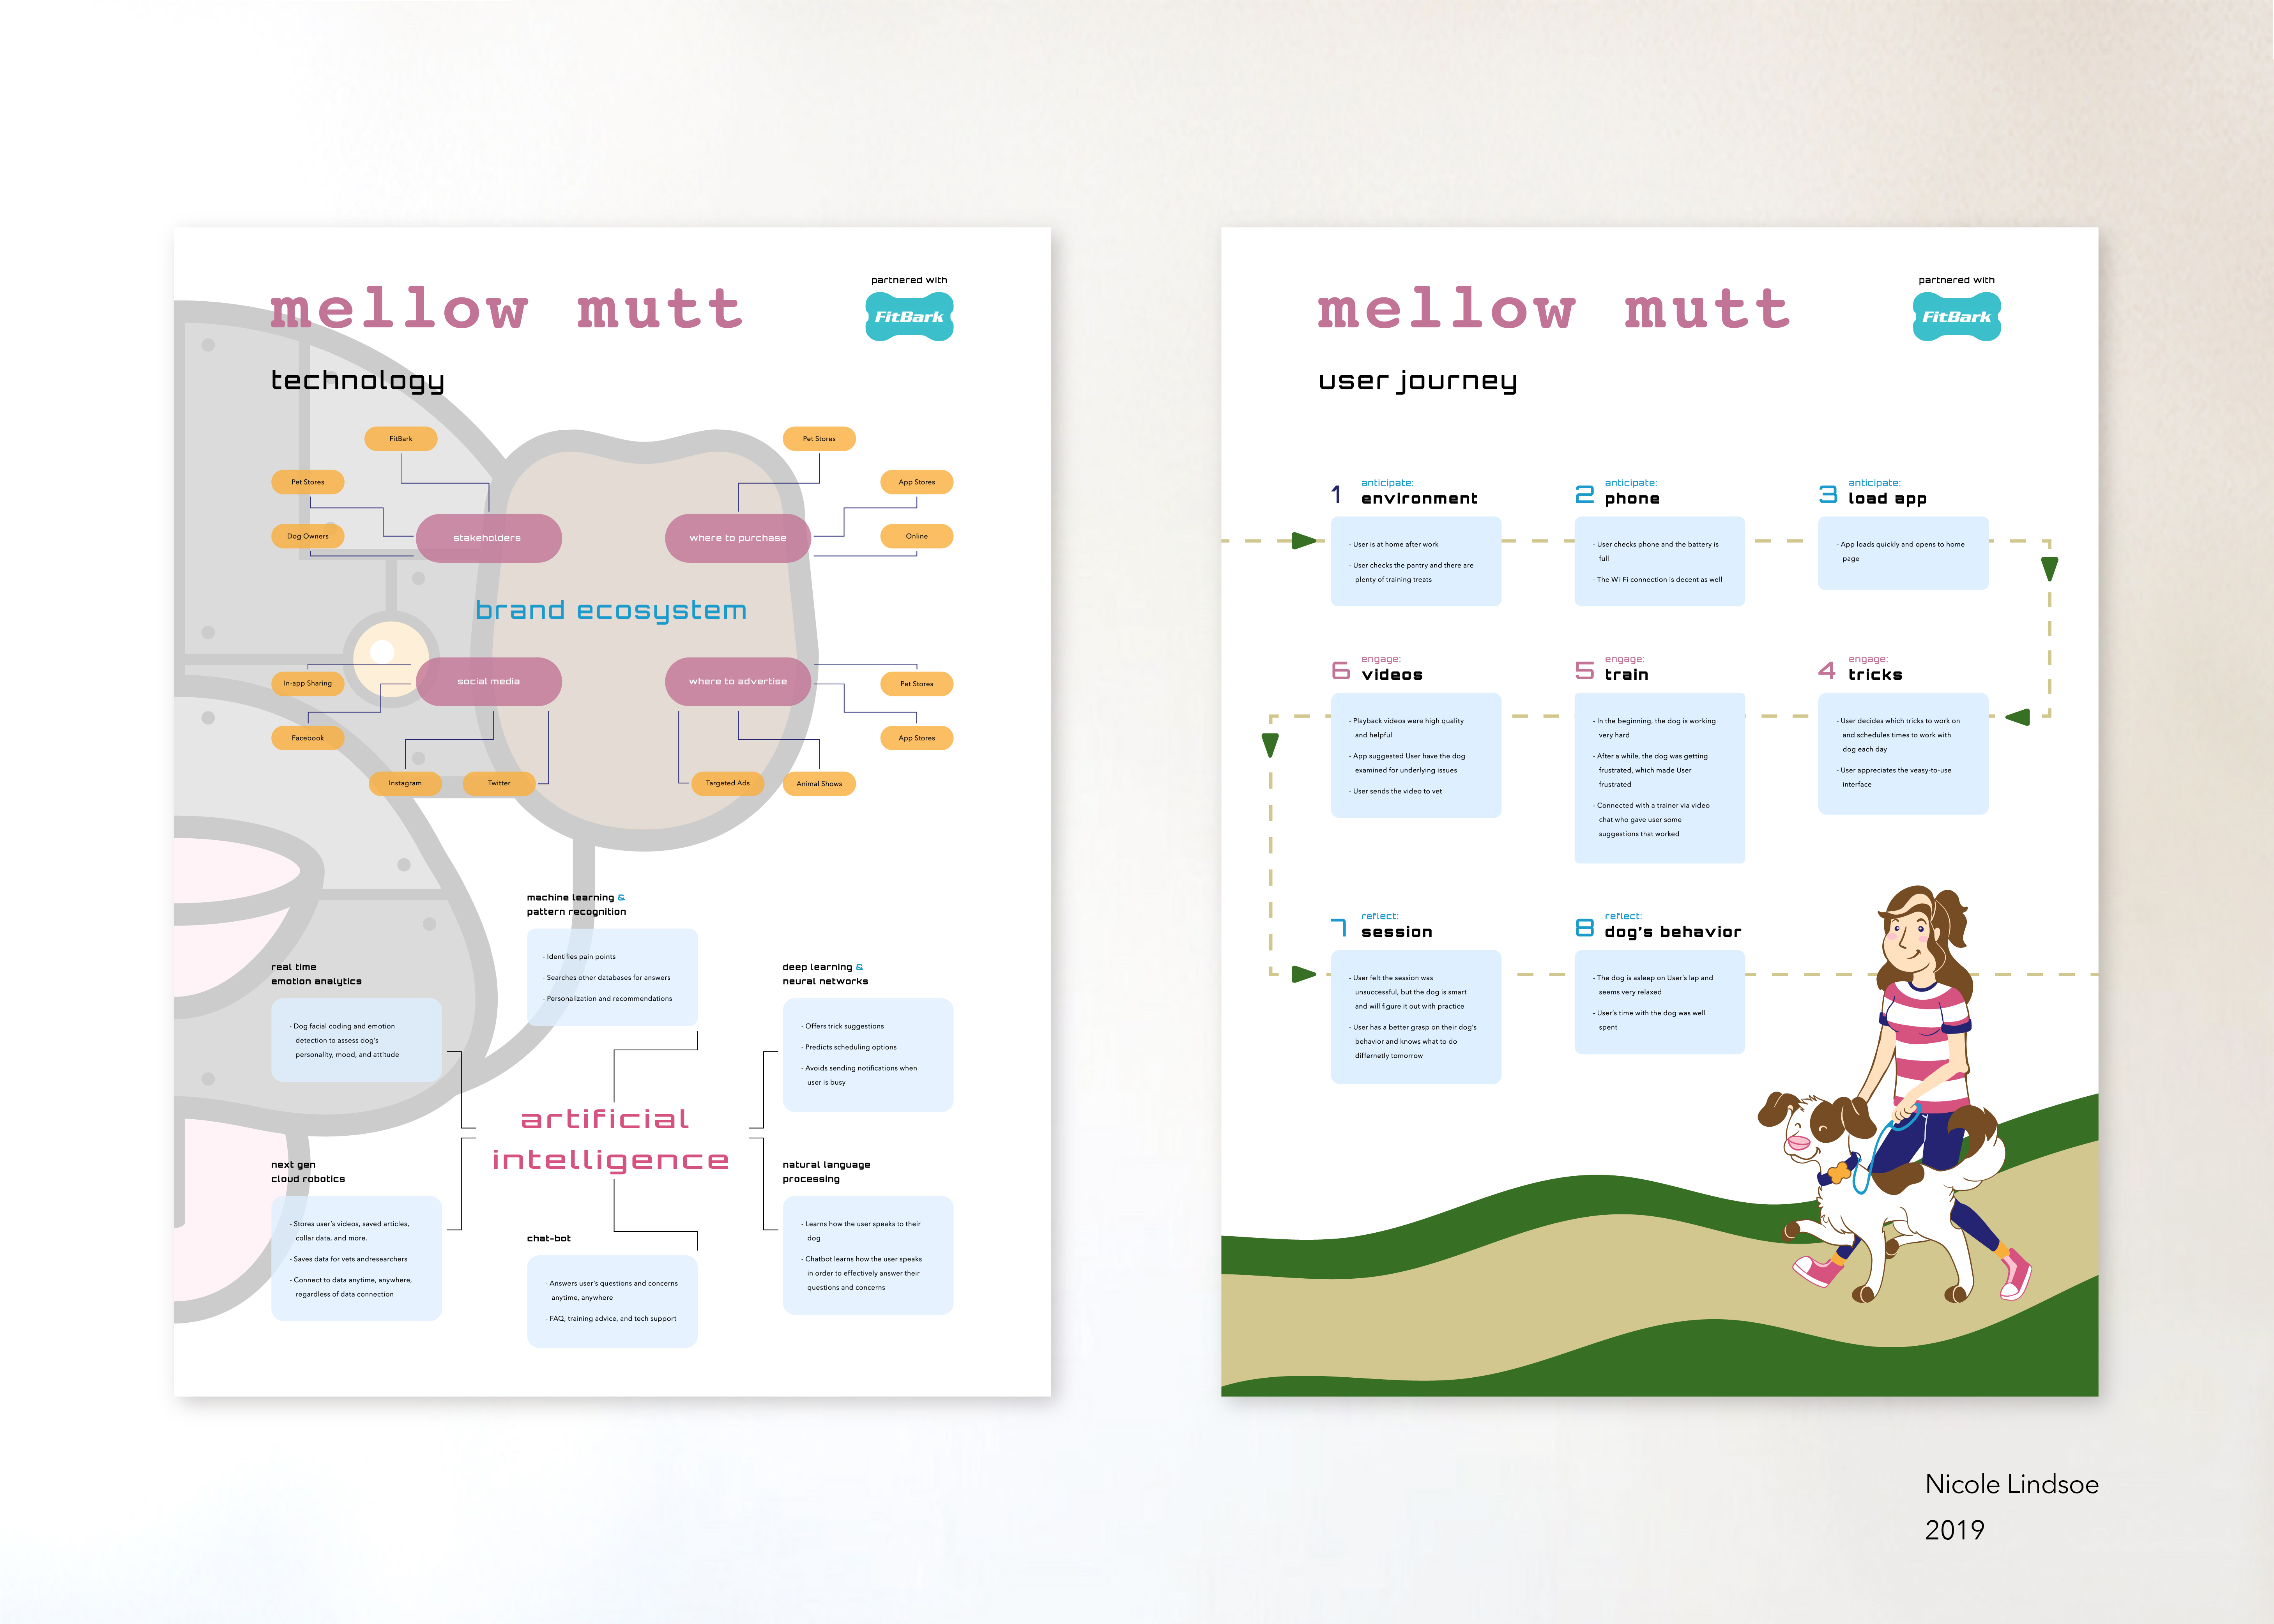 mellow mutt
partnered with
FitBark
technology
FitBark
Pet Stores
Dog Owners
stakeholders
Pet Stores
App Stores
Online
where to purchase
brand ecosystem
In-app Sharing
Facebook
Instagram
Twitter
social media
where to advertise
Pet Stores
App Stores
Targeted Ads
Animal Shows
machine learning &
pattern recognition
- Identifies pain points
- Searches other databases for answers
- Personalization and recommendations
real time
emotion analytics
- Dog facial coding and emotion
detection to assess dog's
personality, mood, and attitude
deep learning &
neural networks
- Offers trick suggestions
- Predicts scheduling options
- Avoids sending notifications when
user is busy
artificial
intelligence
next gen
cloud robotics
- Stores user's videos, saved articles,
collar data, and more.
- Saves data for vets andresearchers
- Connect to data anytime, anywhere,
regardless of data connection
chat-bot
- Answers user's questions and concerns
anytime, anywhere
- FAQ, training advice, and tech support
natural language
processing
- Learns how the user speaks to their
dog
- Chatbot learns how the user speaks
in order to effectively answer their
questions and concerns
mellow mutt
partnered with
FitBark
user journey
1 anticipate:
environment
- User is at home after work
- User checks the pantry and there are
plenty of training treats
2 anticipate:
phone
- User checks phone and the battery is
full
- The Wi-Fi connection is decent as well
3 anticipate:
load app
- App loads quickly and opens to home
page
6 engage:
videos
- Playback videos were high quality
and helpful
- App suggested User have the dog
examined for underlying issues
- User sends the video to vet
5 engage:
train
- In the beginning, the dog is working
very hard
- After a while, the dog was getting
frustrated, which made User
frustrated
- Connected with a trainer via video
chat who gave user some
suggestions that worked
4 engage:
tricks
- User decides which tricks to work on
and schedules times to work with
dog each day
- User appreciates the veasy-to-use
interface
7 reflect:
session
- User felt the session was
unsuccessful, but the dog is smart
and will figure it out with practice
- User has a better grasp on their dog's
behavior and knows what to do
differnetly tomorrow
8 reflect:
dog's behavior
- The dog is asleep on User's lap and
seems very relaxed
- User's time with the dog was well
spent
Nicole Lindsoe
2019